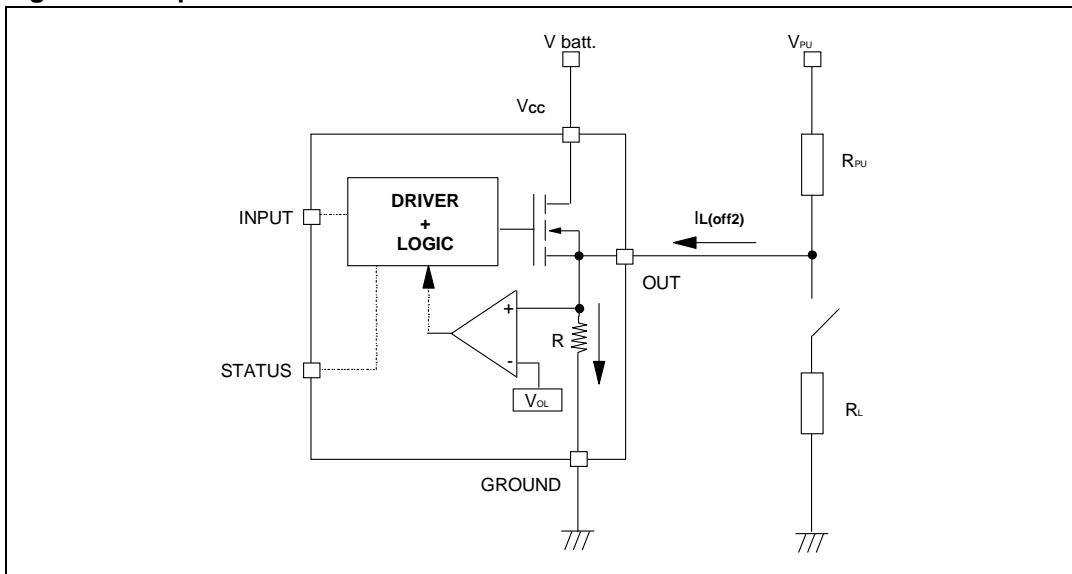 V batt.
VPU
Vcc
RPU
INPUT
DRIVER
+
LOGIC
IL(off2)
OUT
+
R
-
VOL
STATUS
RL
GROUND